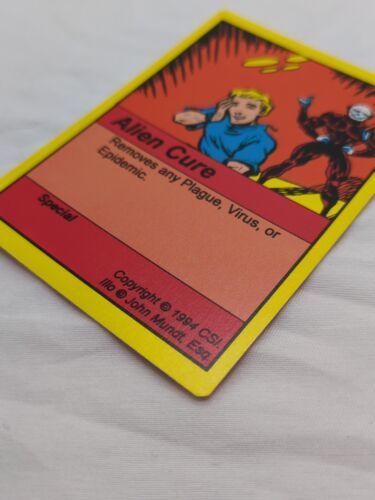 Alien Cure
Removes any Plague, Virus, or
Epidemic.
Special
Copyright © 1994 CSI.
Illo © John Mundt, Esq.